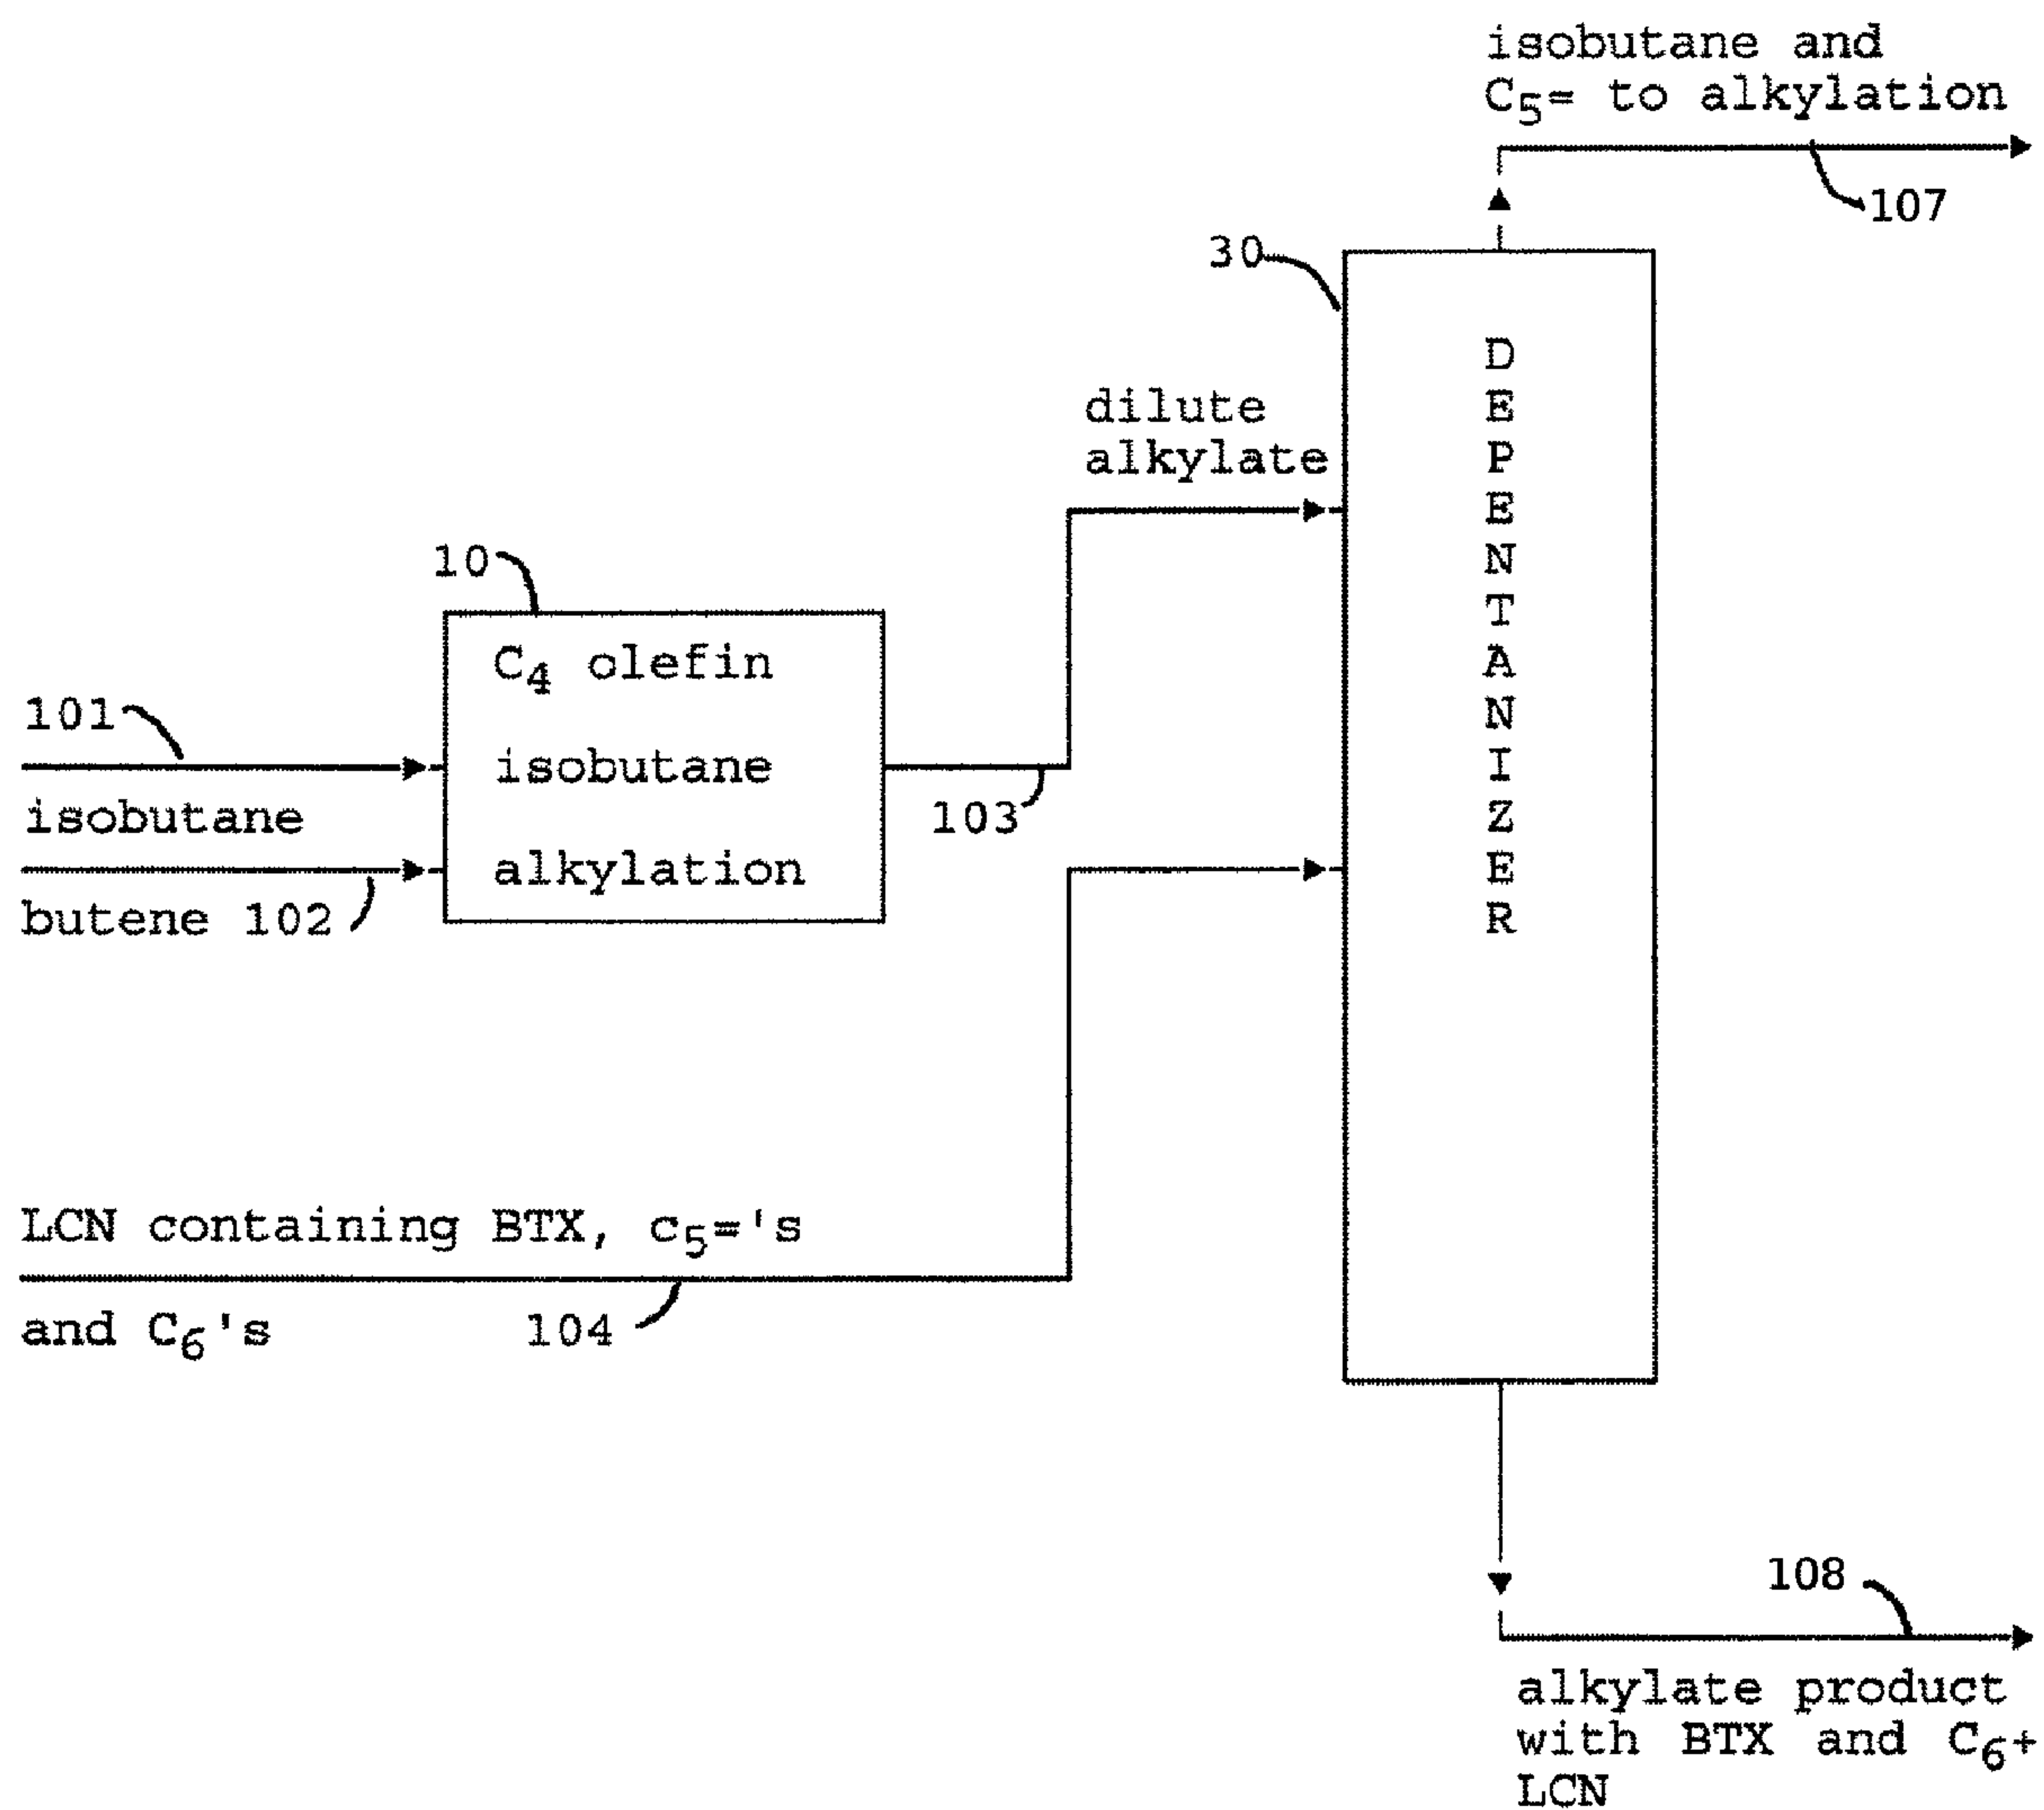 isobutane and
C₅= to alkylation
107
30
DEPENTANIZER
dilute
alkylate
10
C₄ olefin
isobutane
alkylation
101
isobutane
butene 102
103
LCN containing BTX, c₅='s
and C₆'s
104
108
alkylate product
with BTX and C₆+
LCN